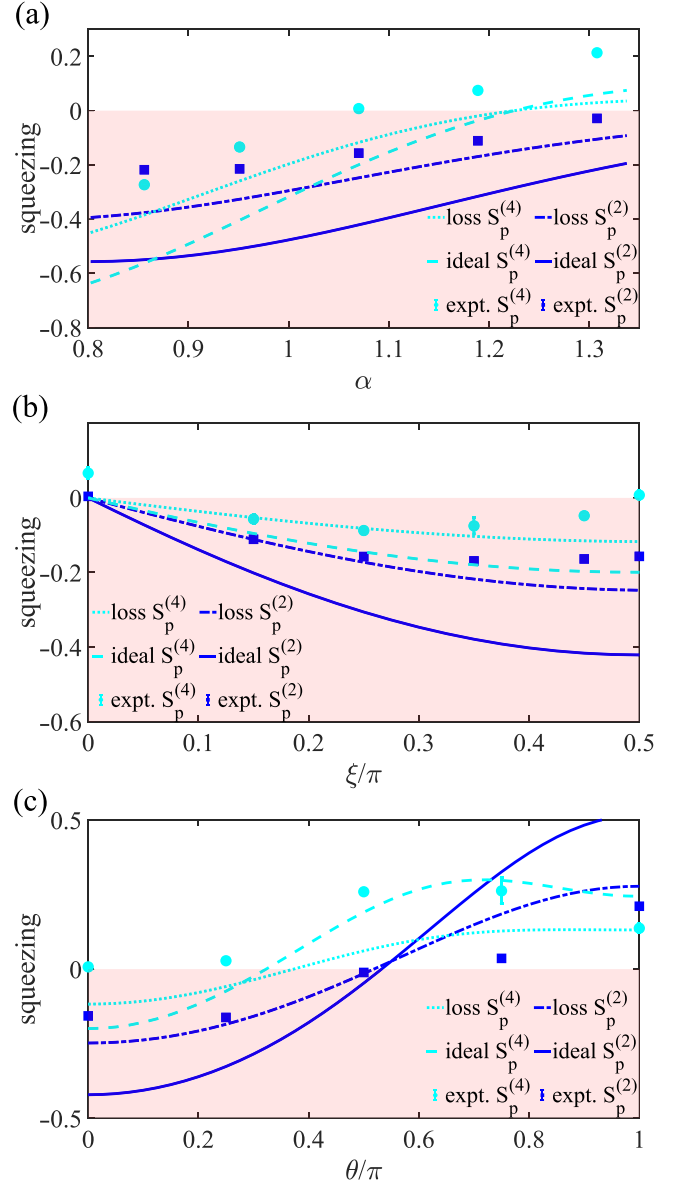 (a)
0.2
0
-0.2
-0.4
-0.6
-0.8
squeezing
loss S_p^(4) loss S_p^(2)
ideal S_p^(4) ideal S_p^(2)
expt. S_p^(4) expt. S_p^(2)
0.8 0.9 1 1.1 1.2 1.3
α
(b)
0
-0.2
-0.4
-0.6
squeezing
loss S_p^(4) loss S_p^(2)
ideal S_p^(4) ideal S_p^(2)
expt. S_p^(4) expt. S_p^(2)
0 0.1 0.2 0.3 0.4 0.5
ξ/π
(c)
0.5
0
-0.5
squeezing
loss S_p^(4) loss S_p^(2)
ideal S_p^(4) ideal S_p^(2)
expt. S_p^(4) expt. S_p^(2)
0 0.2 0.4 0.6 0.8 1
θ/π